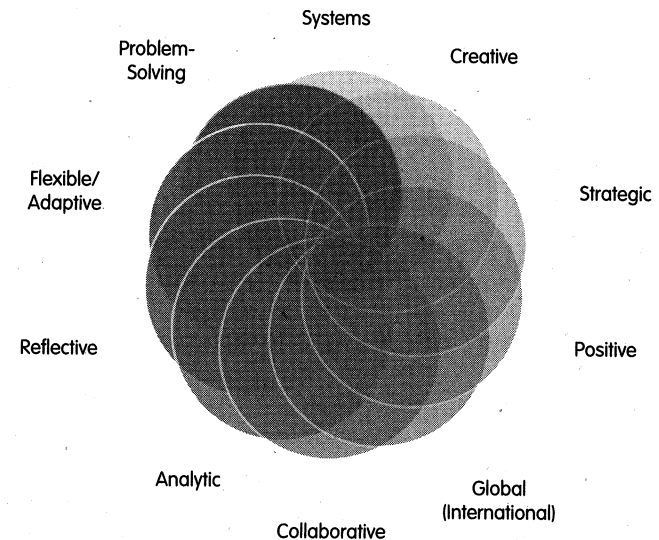 Systems
Creative
Problem-
Solving
Strategic
Flexible/
Adaptive
Positive
Reflective
Analytic
Global
(International)
Collaborative